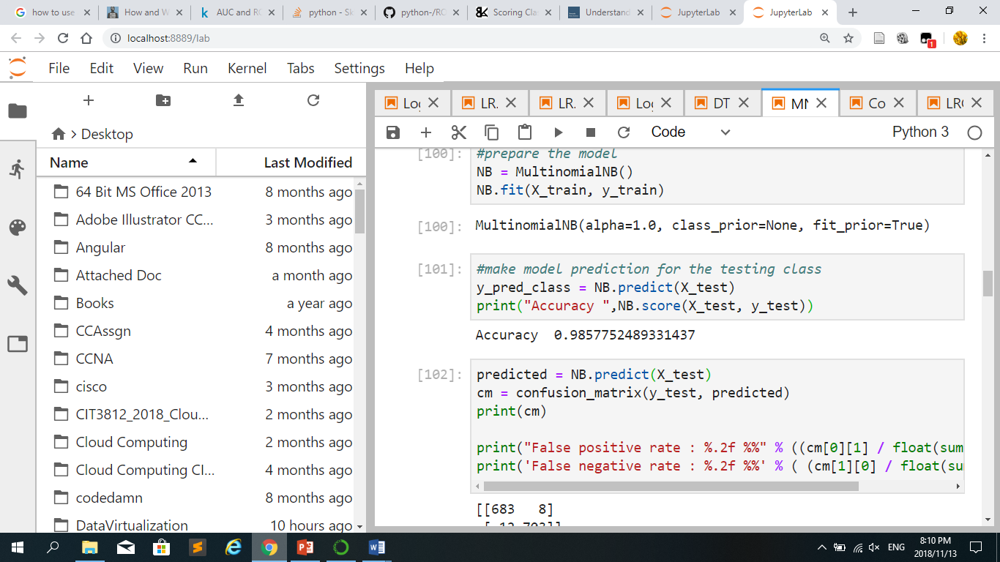 how to use
How and W
AUC and RO
python - Sk
python-/RO
Scoring Cla
Understand
JupyterLab
JupyterLab
localhost:8889/lab
1
File Edit View Run Kernel Tabs Settings Help
Desktop
Name Last Modified
64 Bit MS Office 2013 8 months ago
Adobe Illustrator CC... 3 months ago
Angular 8 months ago
Attached Doc a month ago
Books a year ago
CCAssgn 4 months ago
CCNA 7 months ago
cisco 3 months ago
CIT3812_2018_Clou... 2 months ago
Cloud Computing 2 months ago
Cloud Computing CI... 4 months ago
codedamn 8 months ago
DataVirtualization 10 hours ago
Log
LR.
LR.
Log
DT
MN
Co
LRO
Code Python 3
[100]: #prepare the model
NB = MultinomialNB()
NB.fit(X_train, y_train)
[100]: MultinomialNB(alpha=1.0, class_prior=None, fit_prior=True)
[101]: #make model prediction for the testing class
y_pred_class = NB.predict(X_test)
print("Accuracy ",NB.score(X_test, y_test))
Accuracy  0.9857752489331437
[102]: predicted = NB.predict(X_test)
cm = confusion_matrix(y_test, predicted)
print(cm)
print("False positive rate : %.2f %%" % ((cm[0][1] / float(sum
print('False negative rate : %.2f %%' % ( (cm[1][0] / float(su
[[683   8]
[ 12 703]]
ENG
8:10 PM
2018/11/13